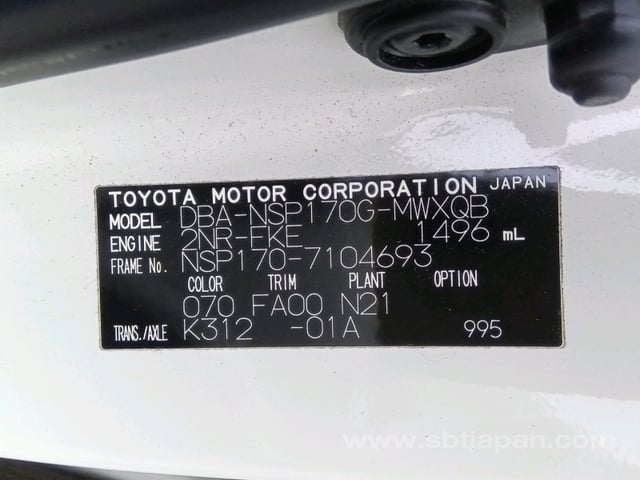 TOYOTA MOTOR CORPORATION JAPAN
MODEL DBA-NSP170G-MWXQB
ENGINE 2NR-FKE 1496 mL
FRAME No. NSP170-7104693
COLOR TRIM PLANT OPTION
070 FA00 N21
TRANS./AXLE K312 -01A 995
www.sbtjapan.com